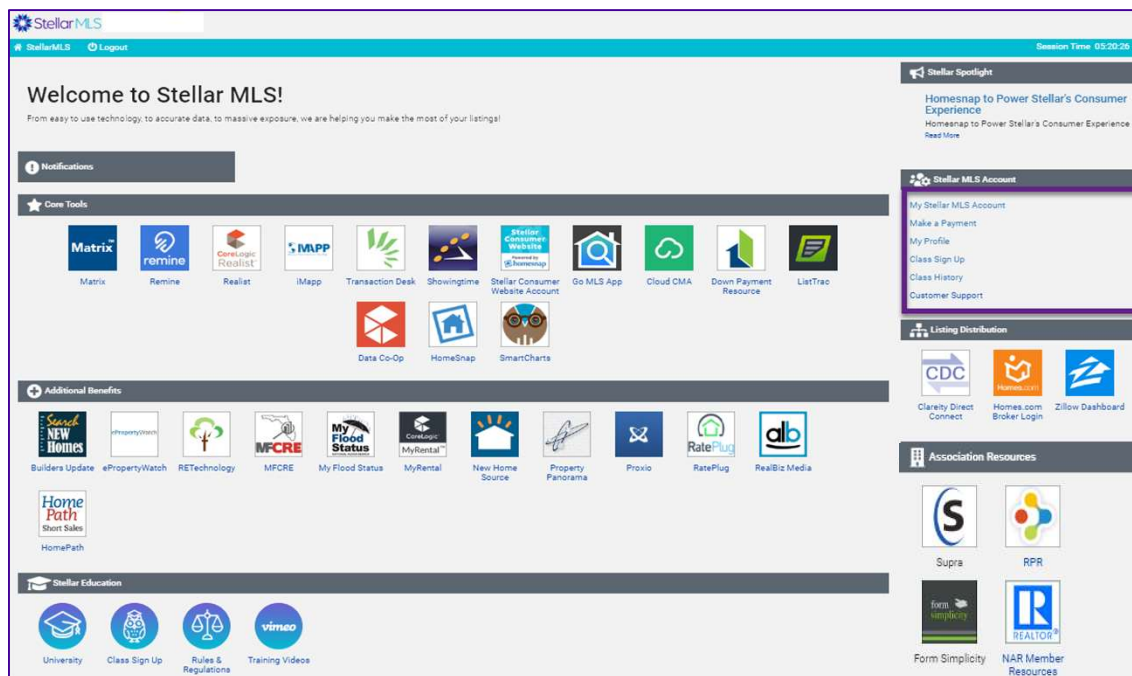 StellarMLS
StellarMLS Logout Session Time 05:20:26
Welcome to Stellar MLS!
From easy to use technology, to accurate data, to massive exposure, we are helping you make the most of your listings!
Notifications
Core Tools
Matrix™ remine CoreLogic Realist iMAPP Stellar Consumer Website Powered by homesnap
Matrix Remine Realist iMapp Transaction Desk Showingtime Stellar Consumer Website Account Go MLS App Cloud CMA Down Payment Resource ListTrac
Data Co-Op HomeSnap SmartCharts
Additional Benefits
Search NEW Homes ePropertyWatch MFCRE My Flood Status CoreLogic MyRental RatePlug alb
Builders Update ePropertyWatch RETechnology MFCRE My Flood Status MyRental New Home Source Property Panorama Proxio RatePlug RealBiz Media
Home Path Short Sales
HomePath
Stellar Education
vimeo
University Class Sign Up Rules & Regulations Training Videos
Stellar Spotlight
Homesnap to Power Stellar's Consumer
Experience
Homesnap to Power Stellar's Consumer Experience
Read More
Stellar MLS Account
My Stellar MLS Account
Make a Payment
My Profile
Class Sign Up
Class History
Customer Support
Listing Distribution
CDC Homes.com Z
Clareity Direct Connect Homes.com Broker Login Zillow Dashboard
Association Resources
S
Supra RPR
form simplicity R REALTOR®
Form Simplicity NAR Member Resources